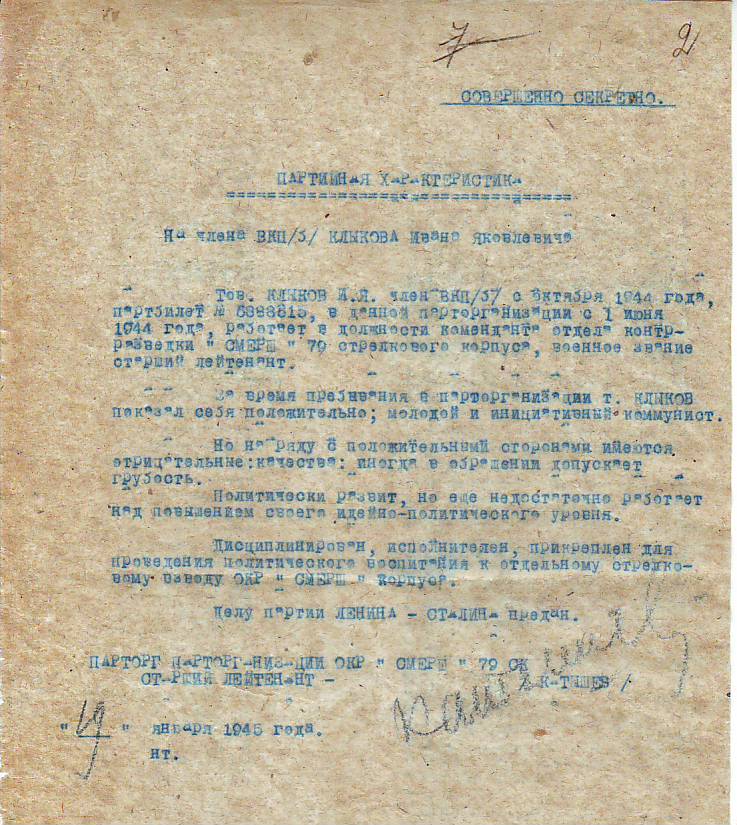 7 2
СОВЕРШЕННО СЕКРЕТНО.
ПАРТИЙНАЯ ХАРАКТЕРИСТИКА
На члена ВКП/б/ КЛЫКОВА Ивана Яковлевича
Тов. КЛЫКОВ И.Я. член ВКП/б/ с октября 1944 года,
партбилет № 6888615, в данной парторганизации с 1 июня
1944 года, работает в должности коменданта отдела контр-
разведки " СМЕРШ " 79 стрелкового корпуса, военное звание
старший лейтенант.
За время пребывания в парторганизации т. КЛЫКОВ
показал себя положительно; молодой и инициативный коммунист.
Но наряду с положительный сторонами имеются
отрицательные:качества: иногда в обращении допускает
грубость.
Политически развит, но еще недостаточно работает
над повышением своего идейно-политического уровня.
Дисциплинирован, исполнителен, прикреплен для
проведения политического воспитания к отдельному стрелко-
вому взводу ОКР " СМЕРШ " корпуса.
Делу партии ЛЕНИНА - СТАЛИНА предан.
ПАРТОРГ ПАРТОРГАНИЗАЦИИ ОКР " СМЕРШ " 79 СК
СТАРШИЙ ЛЕЙТЕНАНТ - КАТЫШЕВ /
" 19 " января 1945 года.
нт.